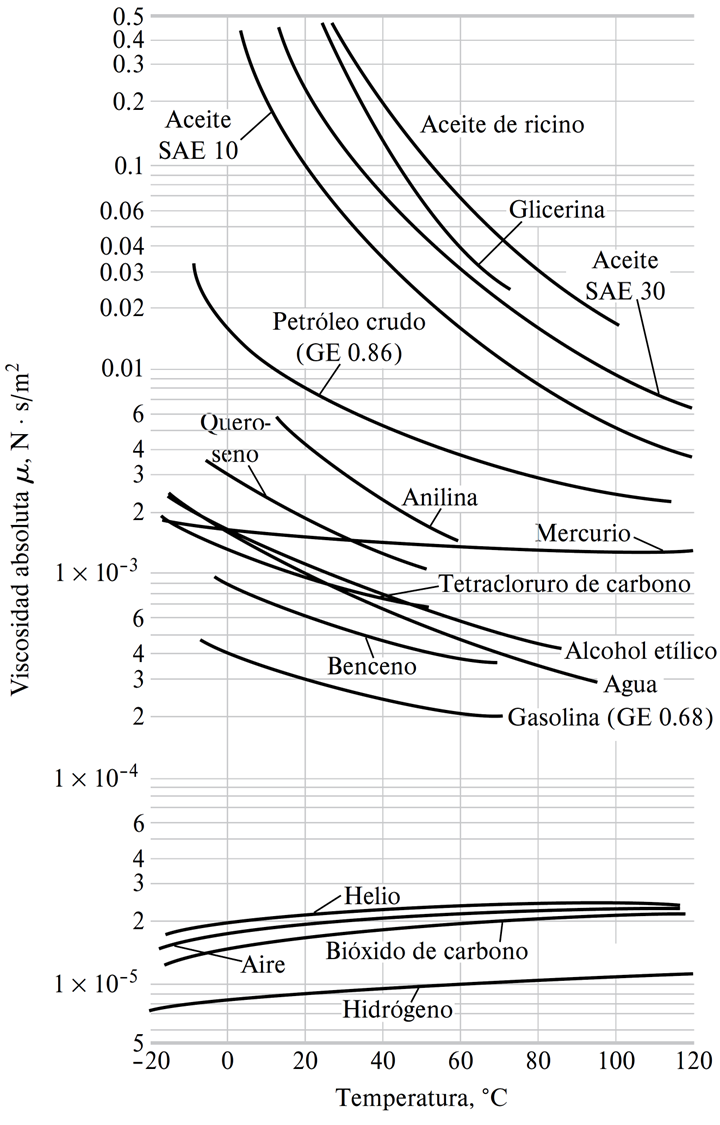 0.5
0.4
0.3
0.2
0.1
0.06
0.04
0.03
0.02
0.01
6
4
3
2
1 × 10⁻³
6
4
3
2
1 × 10⁻⁴
6
4
3
2
1 × 10⁻⁵
5
Viscosidad absoluta μ, N · s/m²
Aceite
SAE 10
Aceite de ricino
Glicerina
Aceite
SAE 30
Petróleo crudo
(GE 0.86)
Quero-
seno
Anilina
Mercurio
Tetracloruro de carbono
Alcohol etílico
Benceno
Agua
Gasolina (GE 0.68)
Helio
Bióxido de carbono
Aire
Hidrógeno
−20 0 20 40 60 80 100 120
Temperatura, °C